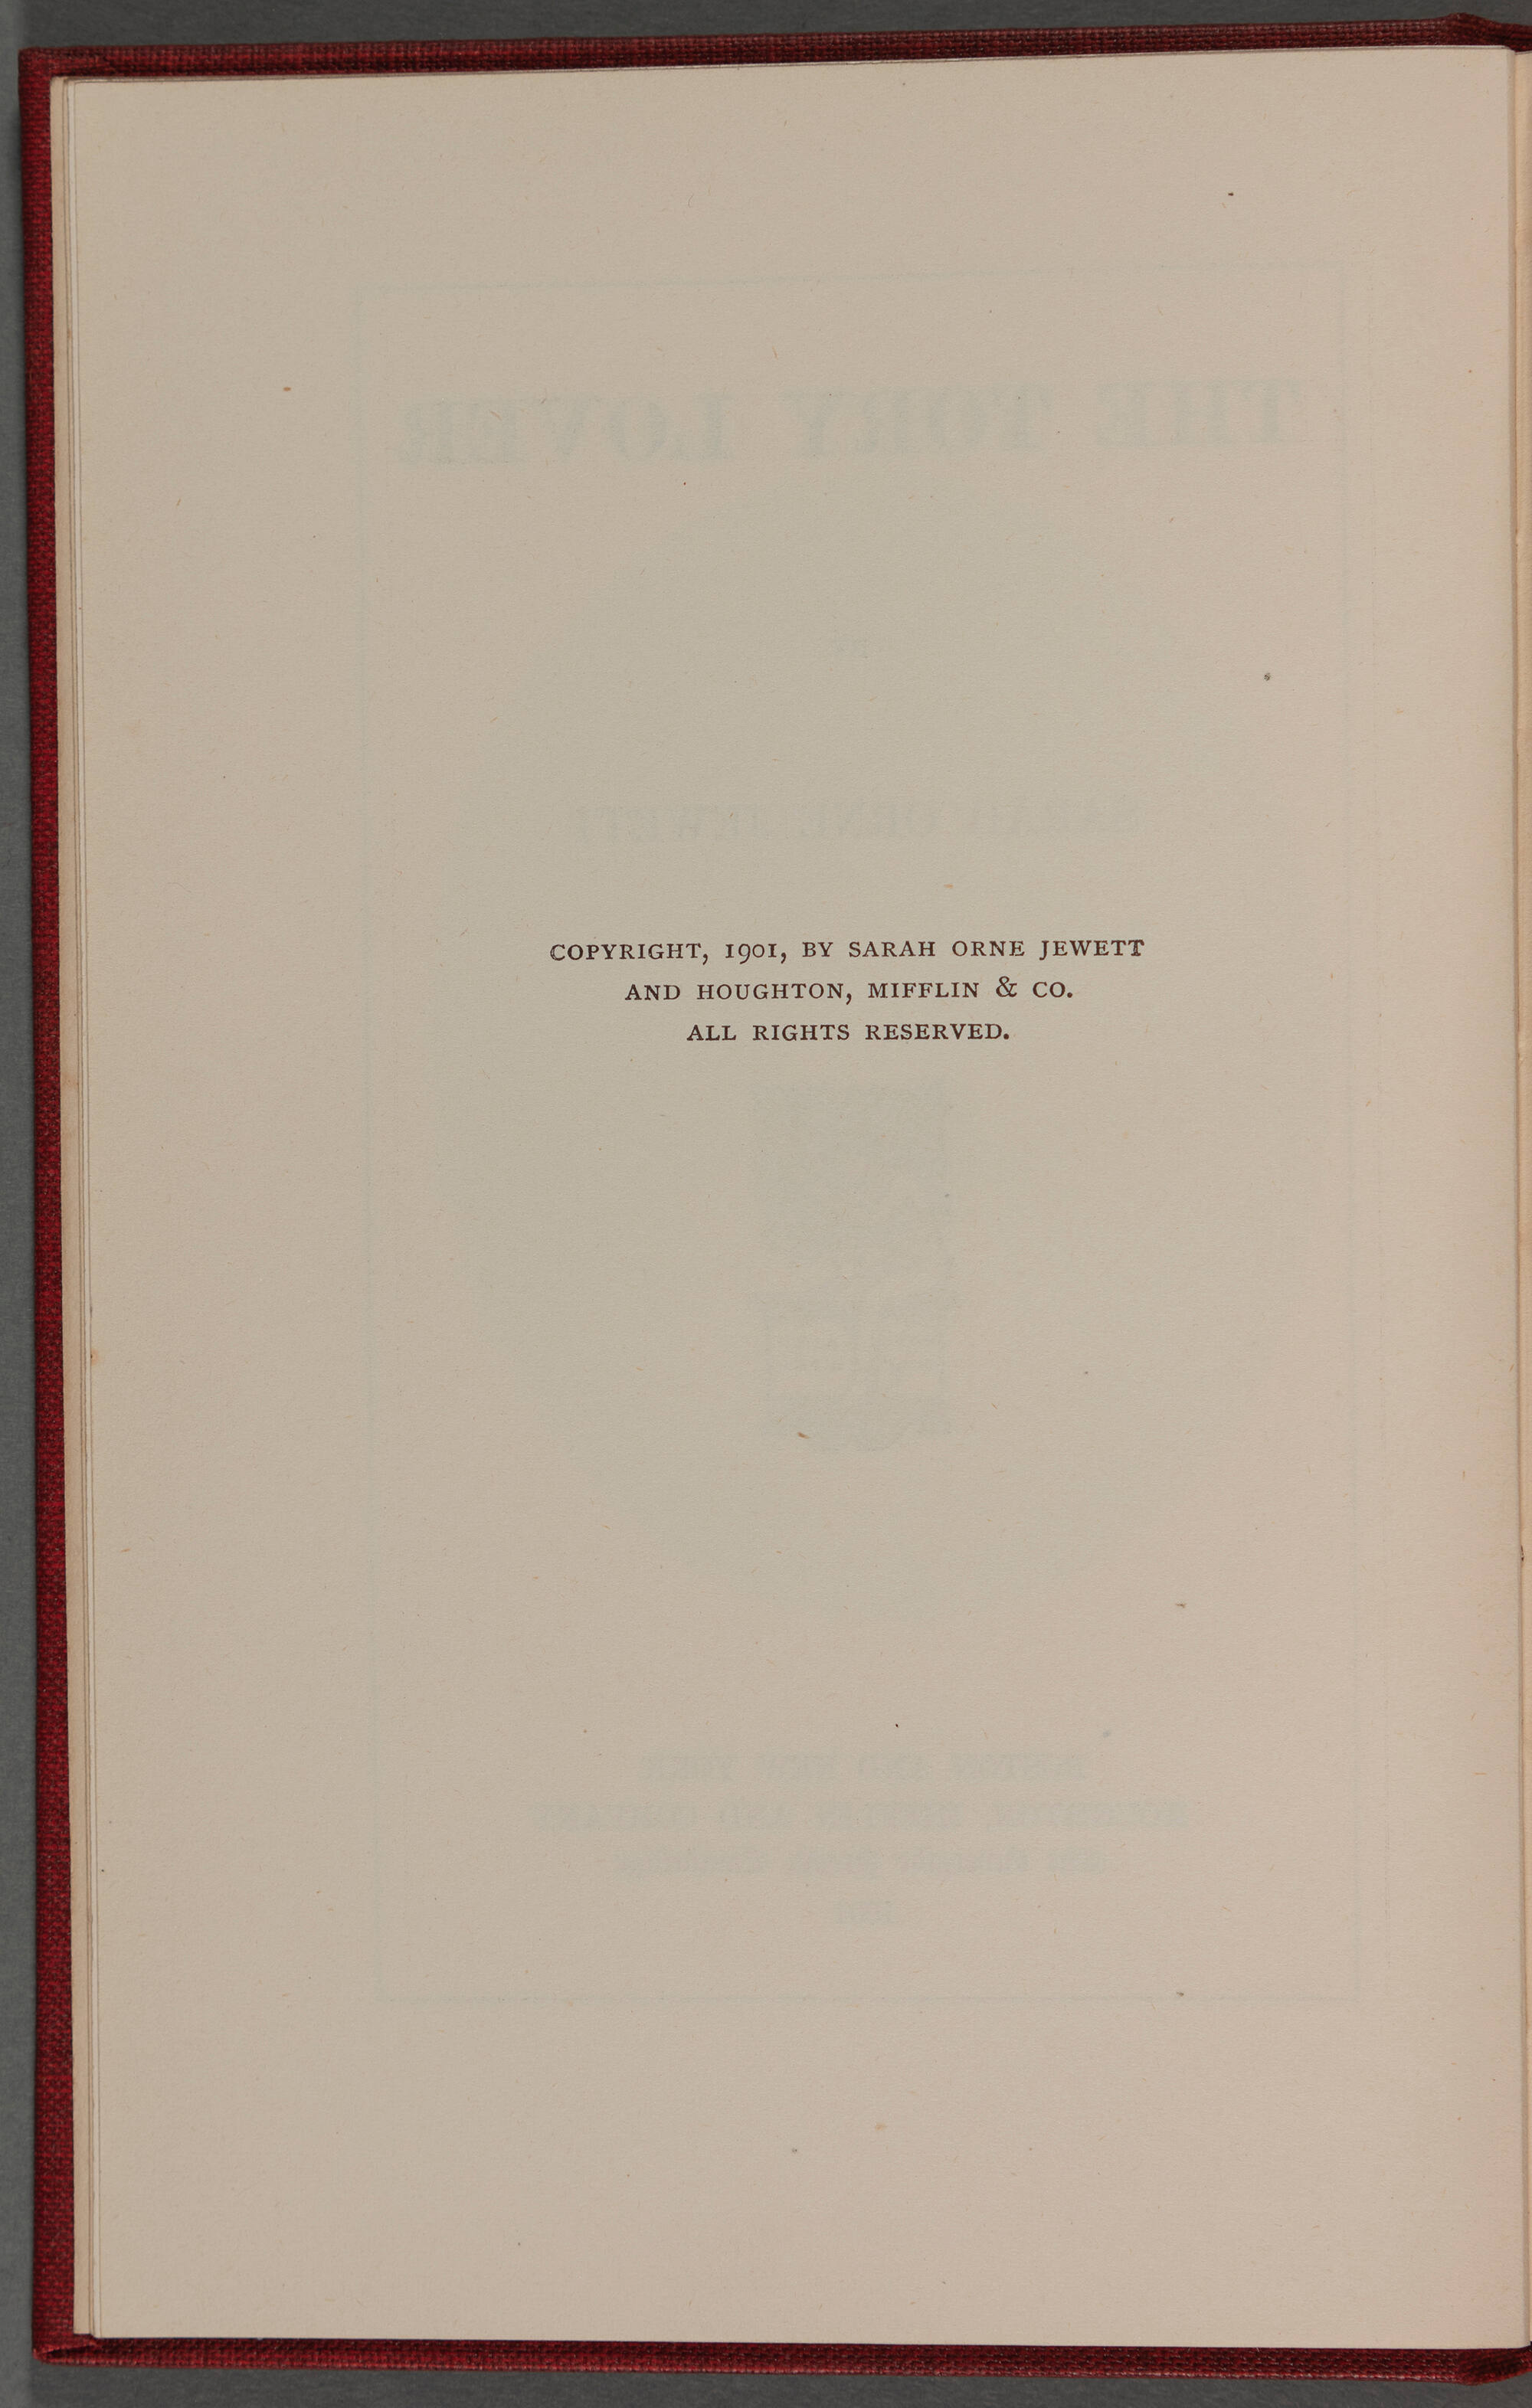 COPYRIGHT, 1901, BY SARAH ORNE JEWETT
AND HOUGHTON, MIFFLIN & CO.
ALL RIGHTS RESERVED.